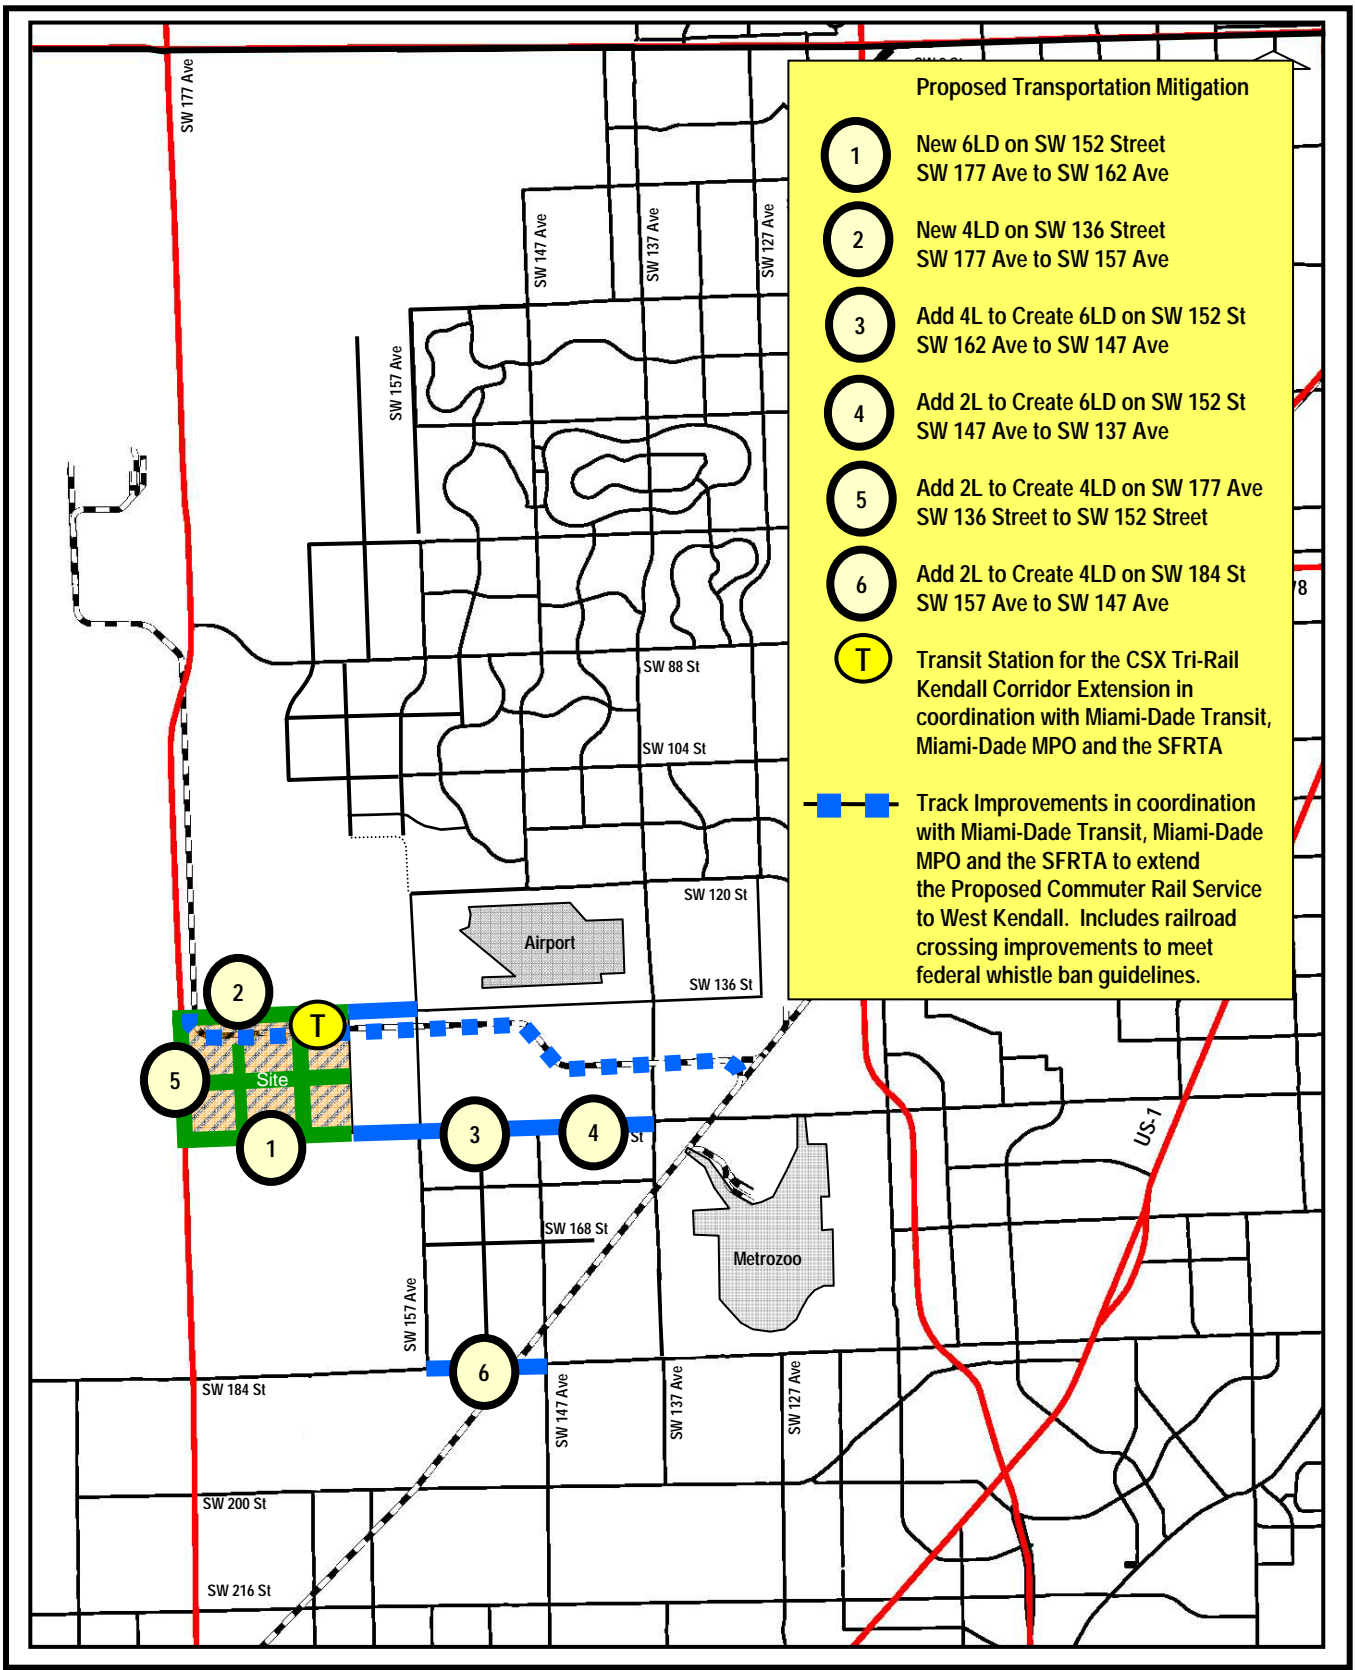 SW 177 Ave
SW 147 Ave
SW 137 Ave
SW 127 Ave
SW 157 Ave
Proposed Transportation Mitigation
1
New 6LD on SW 152 Street
SW 177 Ave to SW 162 Ave
2
New 4LD on SW 136 Street
SW 177 Ave to SW 157 Ave
3
Add 4L to Create 6LD on SW 152 St
SW 162 Ave to SW 147 Ave
4
Add 2L to Create 6LD on SW 152 St
SW 147 Ave to SW 137 Ave
5
Add 2L to Create 4LD on SW 177 Ave
SW 136 Street to SW 152 Street
6
Add 2L to Create 4LD on SW 184 St
SW 157 Ave to SW 147 Ave
T
Transit Station for the CSX Tri-Rail
Kendall Corridor Extension in
coordination with Miami-Dade Transit,
Miami-Dade MPO and the SFRTA
Track Improvements in coordination
with Miami-Dade Transit, Miami-Dade
MPO and the SFRTA to extend
the Proposed Commuter Rail Service
to West Kendall. Includes railroad
crossing improvements to meet
federal whistle ban guidelines.
SW 88 St
SW 104 St
SW 120 St
Airport
SW 136 St
2
T
5
Site
1
3
4
St
US-1
SW 168 St
Metrozoo
SW 157 Ave
6
SW 184 St
SW 147 Ave
SW 137 Ave
SW 127 Ave
SW 200 St
SW 216 St